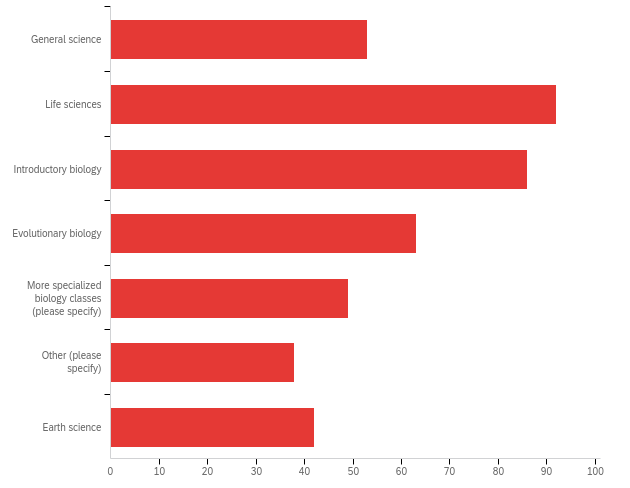 General science
Life sciences
Introductory biology
Evolutionary biology
More specialized
biology classes
(please specify)
Other (please
specify)
Earth science
0 10 20 30 40 50 60 70 80 90 100